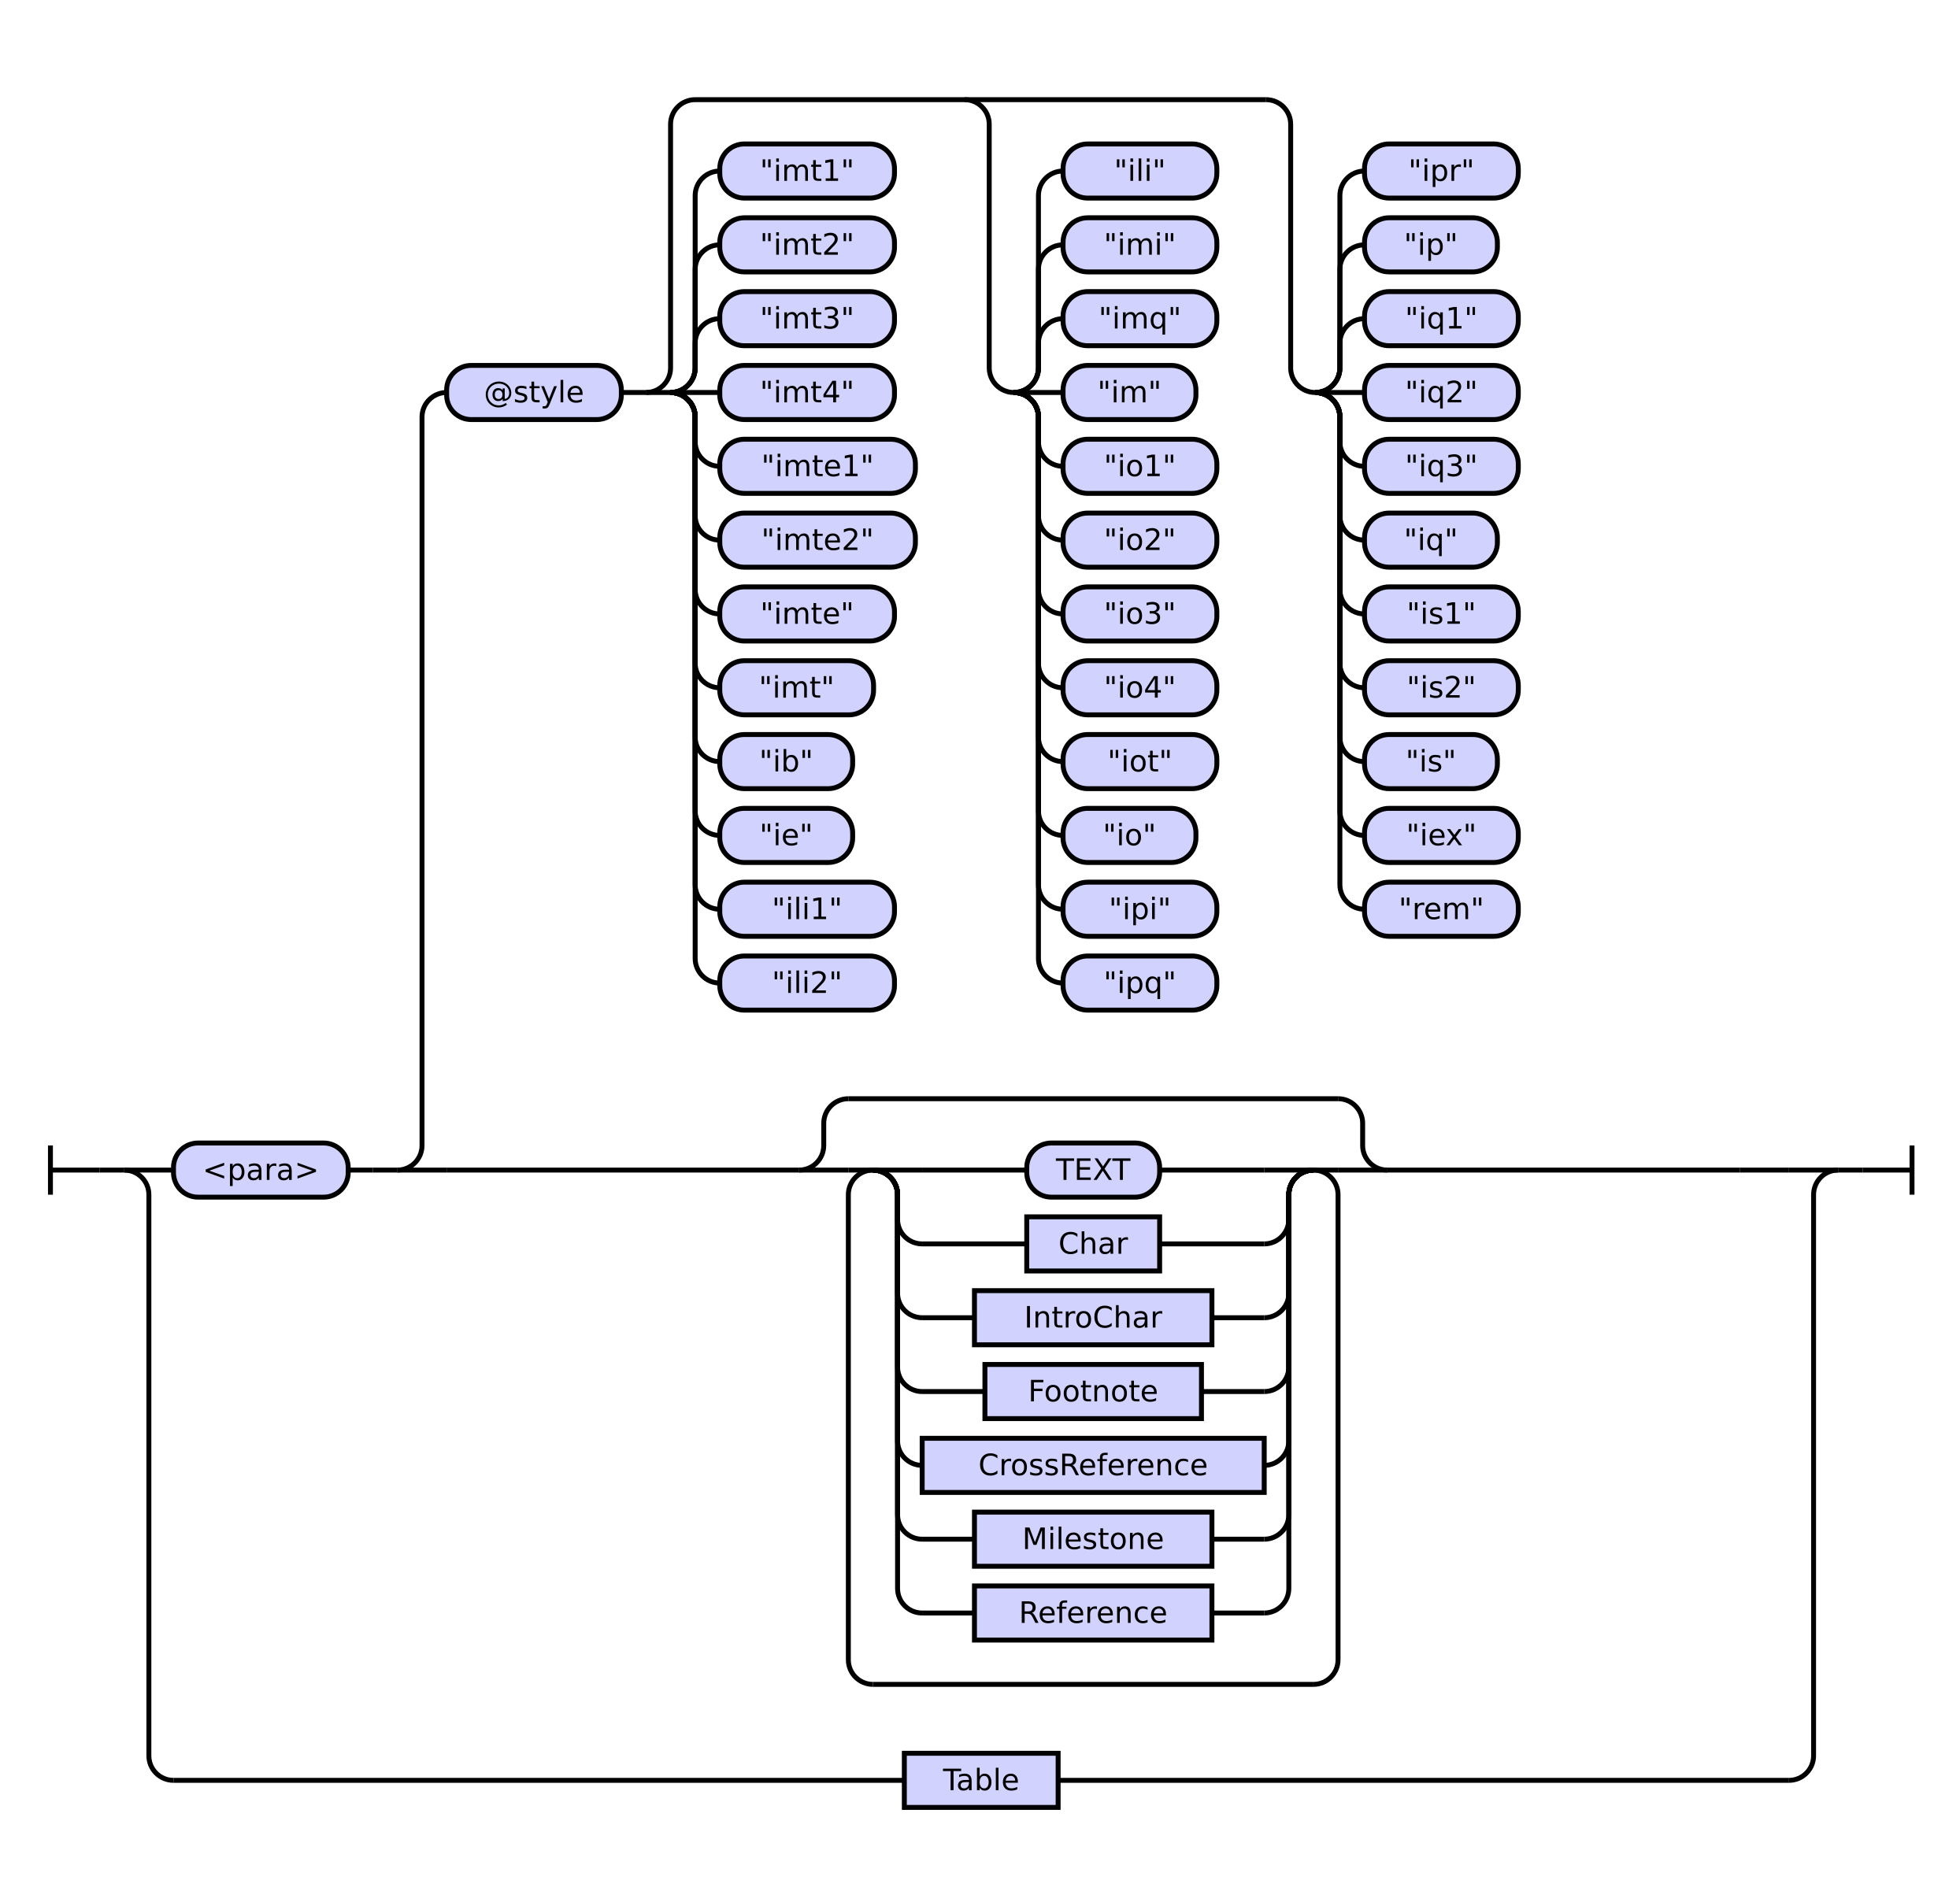 "imt1"
"imt2"
"imt3"
"imt4"
"imte1"
"imte2"
"imte"
"imt"
"ib"
"ie"
"ili1"
"ili2"
"ili"
"imi"
"imq"
"im"
"io1"
"io2"
"io3"
"io4"
"iot"
"io"
"ipi"
"ipq"
"ipr"
"ip"
"iq1"
"iq2"
"iq3"
"iq"
"is1"
"is2"
"is"
"iex"
"rem"
@style
<para>
TEXT
Char
IntroChar
Footnote
CrossReference
Milestone
Reference
Table